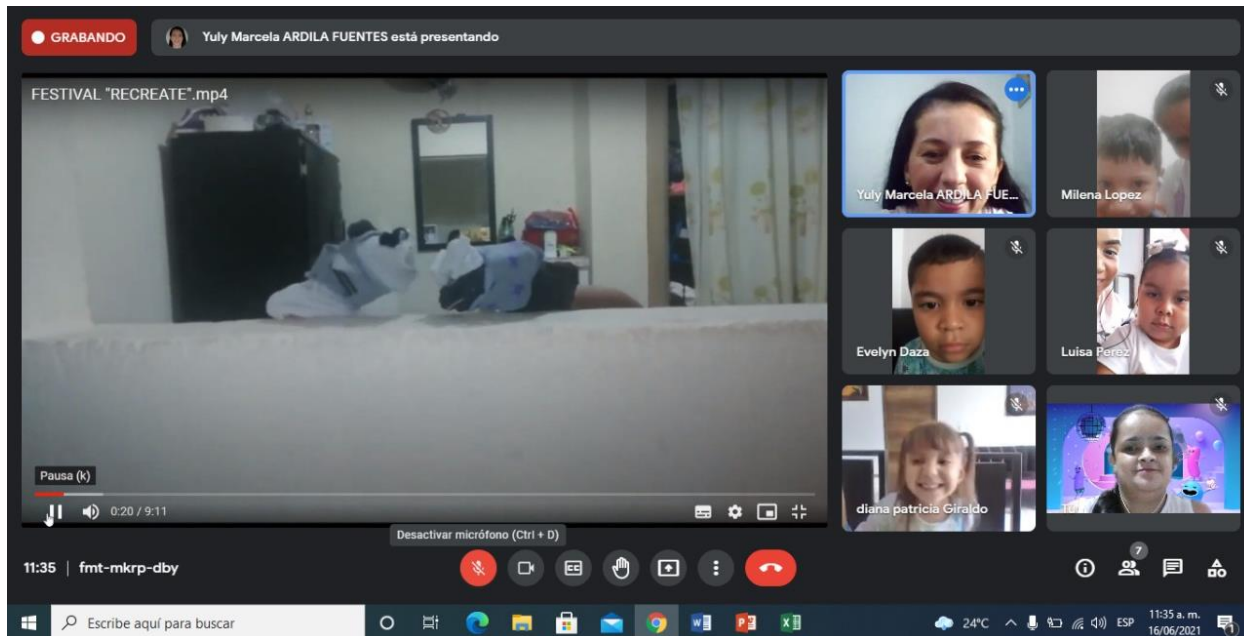 GRABANDO
Yuly Marcela ARDILA FUENTES está presentando
FESTIVAL "RECREATE".mp4
Yuly Marcela ARDILA FUE...
Milena Lopez
Evelyn Daza
Luisa Perez
diana patricia Giraldo
Pausa (k)
0:20 / 9:11
Desactivar micrófono (Ctrl + D)
11:35 | fmt-mkrp-dby
7
Escribe aquí para buscar
24°C
ESP
11:35 a. m.
16/06/2021
1